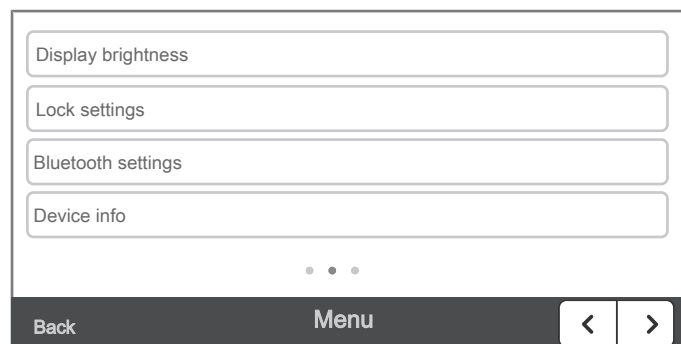 Display brightness
Lock settings
Bluetooth settings
Device info
Back Menu